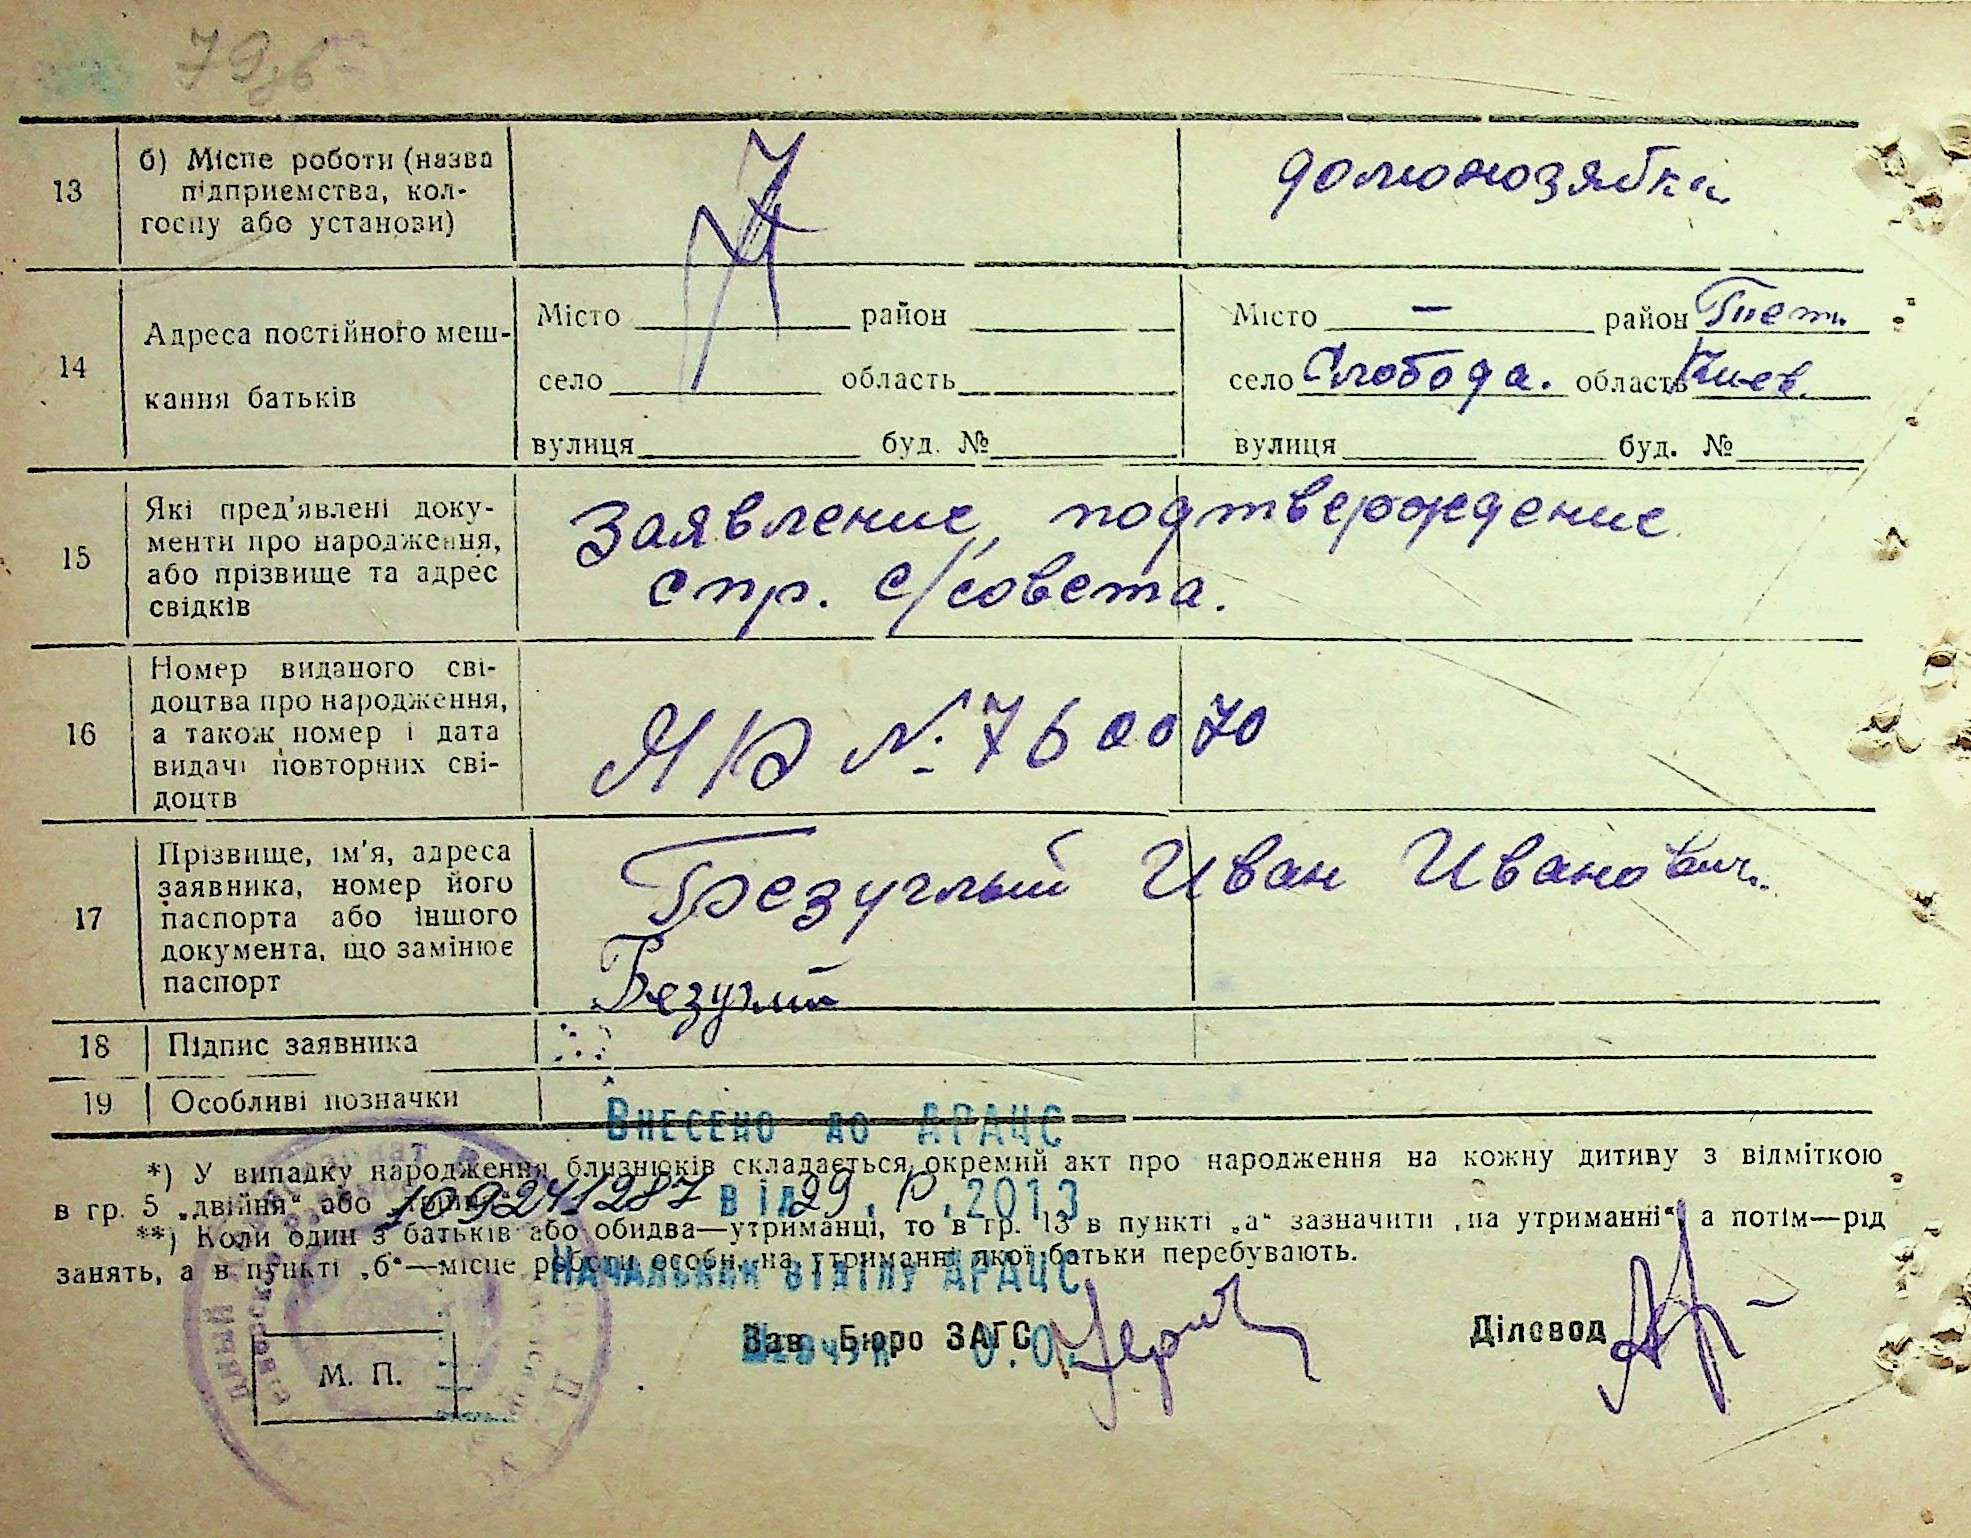 79зв
13
б) Місце роботи (назва
підприємства, кол-
госпу або установи)
домохозяйка
14
Адреса постійного меш-
кання батьків
Місто район
село область
вулиця буд. №
Місто — район
село Слобода. область Киев.
вулиця буд. №
15
Які пред'явлені доку-
менти про народження,
або прізвище та адрес
свідків
Заявление, подтверждение
спр. с/совета.
16
Номер виданого сві-
доцтва про народження,
а також номер і дата
видачі повторних сві-
доцтв
№ 760070
17
Прізвище, ім'я, адреса
заявника, номер його
паспорта або іншого
документа, що замінює
паспорт
Безуглый Иван Иванович.
18
Підпис заявника
Безуглый
19
Особливі позначки
Внесено до ДРАЦС
*) У випадку народження близнюків складається окремий акт про народження на кожну дитину з відміткою
в гр. 5 „двійня“ або
109241287 від 29. .2013
**) Коли один з батьків або обидва—утриманці, то в гр. 13 в пункті „а“ зазначити „на утриманні“, а потім—рід
занять, а в пункті „б“—місце роботи особи, на утриманні якої батьки перебувають.
Начальник відділу ДРАЦС
Зав. Бюро ЗАГС
О.О.
Діловод
М. П.